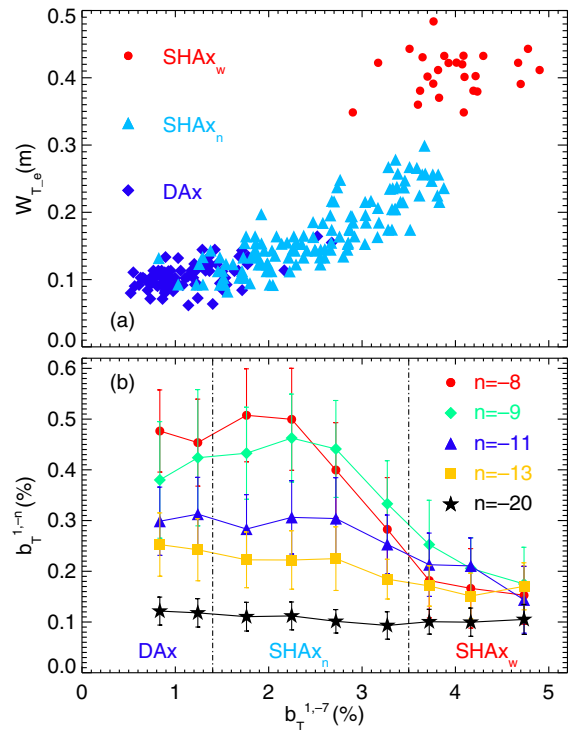 0.5
0.4
0.3
0.2
0.1
0.0
W_{T_e}(m)
SHAx_w
SHAx_n
DAx
(a)
0.6
0.5
0.4
0.3
0.2
0.1
0.0
b_T^{1,−n}(%)
(b)
n=−8
n=−9
n=−11
n=−13
n=−20
DAx
SHAx_n
SHAx_w
0 1 2 3 4 5
b_T^{1,−7}(%)